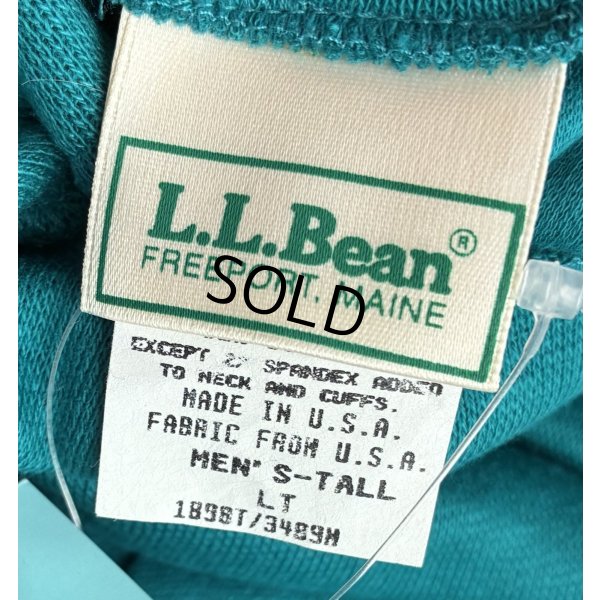 L.L.Bean®
FREEPORT, MAINE
SOLD
EXCEPT 2% SPANDEX ADDED
TO NECK AND CUFFS.
MADE IN U.S.A.
FABRIC FROM U.S.A.
MEN'S-TALL
LT
1898T/3489M